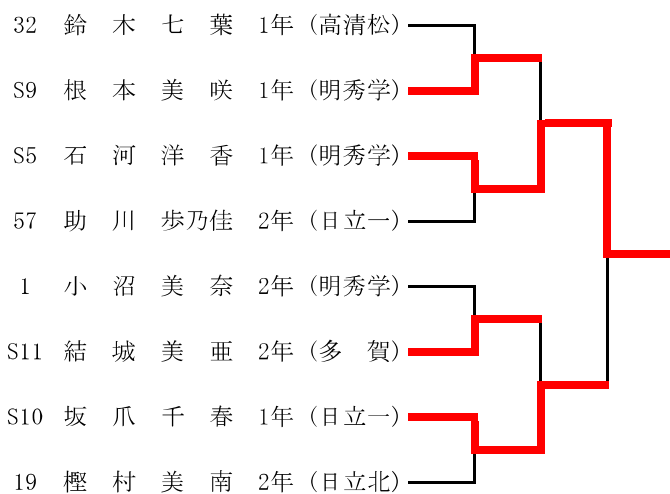 32 鈴 木 七 葉 1年 (高清松)
S9 根 本 美 咲 1年 (明秀学)
S5 石 河 洋 香 1年 (明秀学)
57 助 川 歩乃佳 2年 (日立一)
1 小 沼 美 奈 2年 (明秀学)
S11 結 城 美 亜 2年 (多 賀)
S10 坂 爪 千 春 1年 (日立一)
19 樫 村 美 南 2年 (日立北)